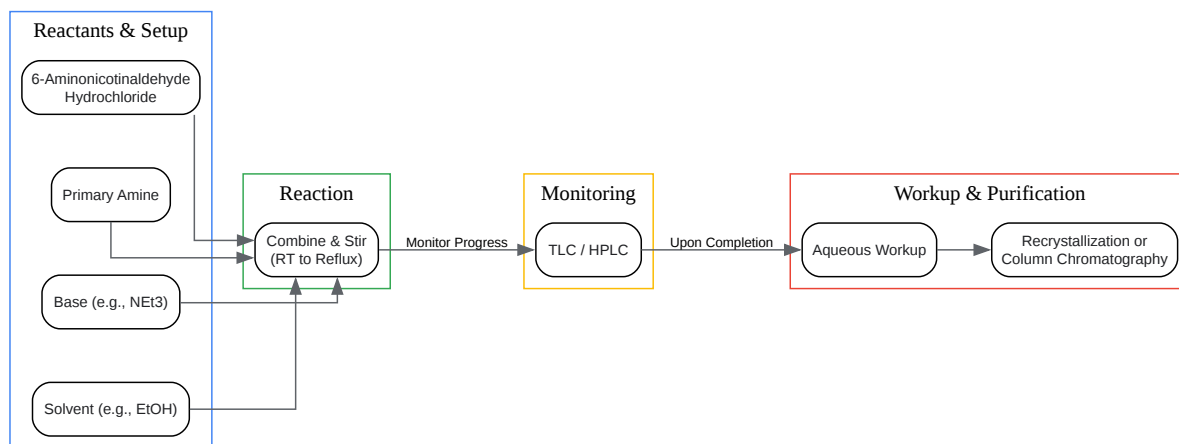 Reactants & Setup
6-Aminonicotinaldehyde
Hydrochloride
Primary Amine
Base (e.g., NEt3)
Solvent (e.g., EtOH)
Reaction
Combine & Stir
(RT to Reflux)
Monitor Progress
Monitoring
TLC / HPLC
Upon Completion
Workup & Purification
Aqueous Workup
Recrystallization or
Column Chromatography